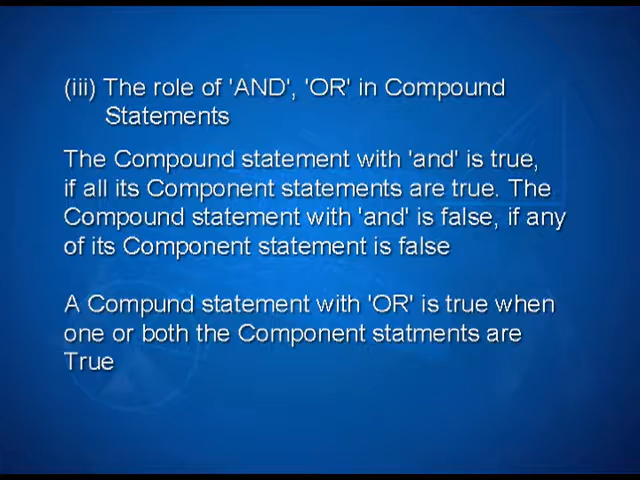 (iii) The role of 'AND', 'OR' in Compound
Statements
The Compound statement with 'and' is true,
if all its Component statements are true. The
Compound statement with 'and' is false, if any
of its Component statement is false
A Compund statement with 'OR' is true when
one or both the Component statments are
True